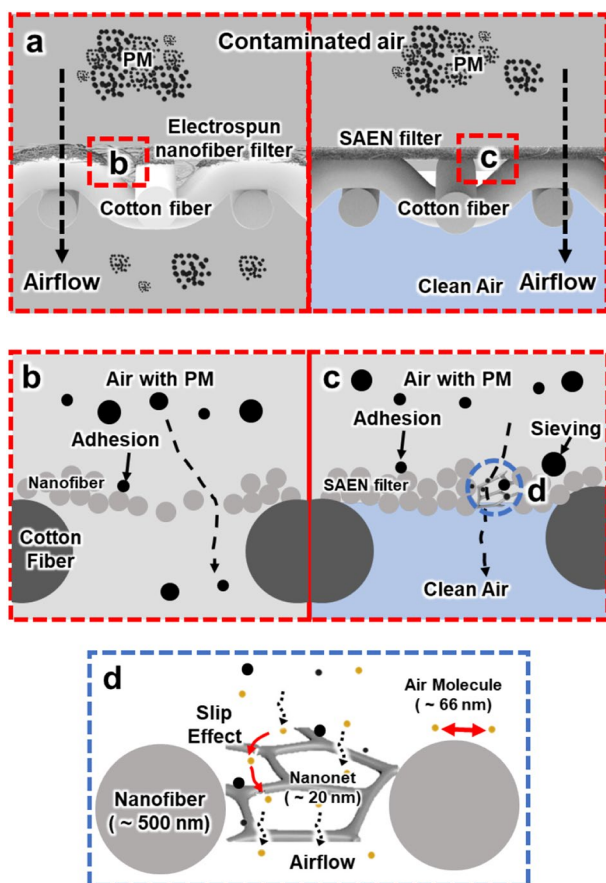 a
Contaminated air
PM
PM
Electrospun
nanofiber filter
b
Cotton fiber
Airflow
SAEN filter
c
Cotton fiber
Clean Air
Airflow
b
Air with PM
Adhesion
Nanofiber
Cotton
Fiber
c
Air with PM
Adhesion
Sieving
SAEN filter
d
Clean Air
d
Air Molecule
( ~ 66 nm)
Slip
Effect
Nanonet
( ~ 20 nm)
Nanofiber
( ~ 500 nm)
Airflow